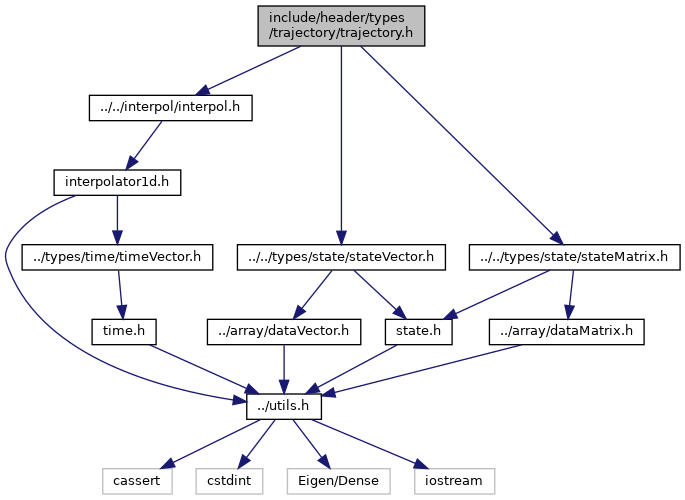 include/header/types
/trajectory/trajectory.h
../../interpol/interpol.h
interpolator1d.h
../types/time/timeVector.h
../../types/state/stateVector.h
../../types/state/stateMatrix.h
time.h
../array/dataVector.h
state.h
../array/dataMatrix.h
../utils.h
cassert
cstdint
Eigen/Dense
iostream